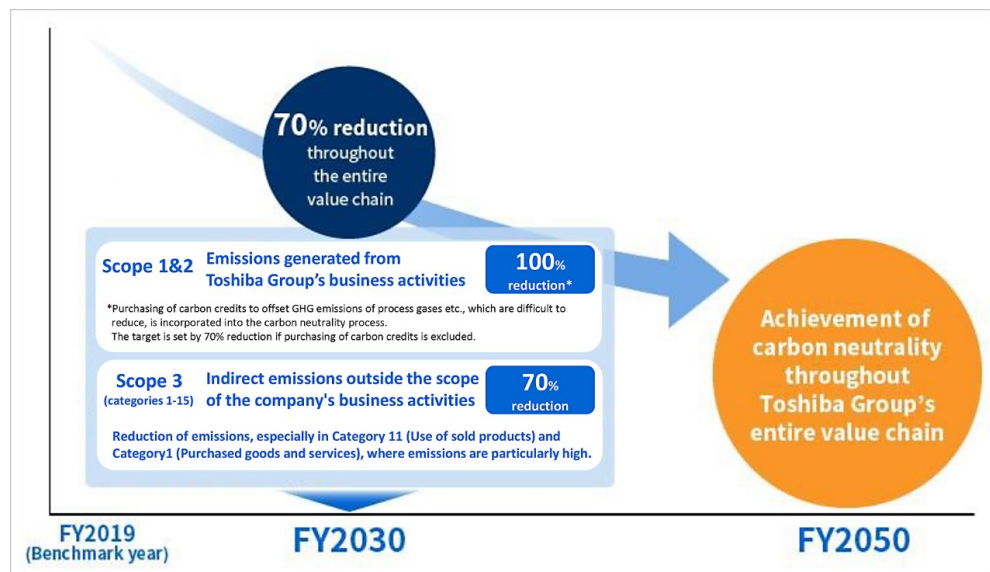 70% reduction
throughout
the entire
value chain
Scope 1&2
Emissions generated from
Toshiba Group's business activities
100%
reduction*
*Purchasing of carbon credits to offset GHG emissions of process gases etc., which are difficult to
reduce, is incorporated into the carbon neutrality process.
The target is set by 70% reduction if purchasing of carbon credits is excluded.
Scope 3
(categories 1-15)
Indirect emissions outside the scope
of the company's business activities
70%
reduction
Reduction of emissions, especially in Category 11 (Use of sold products) and
Category1 (Purchased goods and services), where emissions are particularly high.
Achievement of
carbon neutrality
throughout
Toshiba Group's
entire value chain
FY2019
(Benchmark year)
FY2030
FY2050